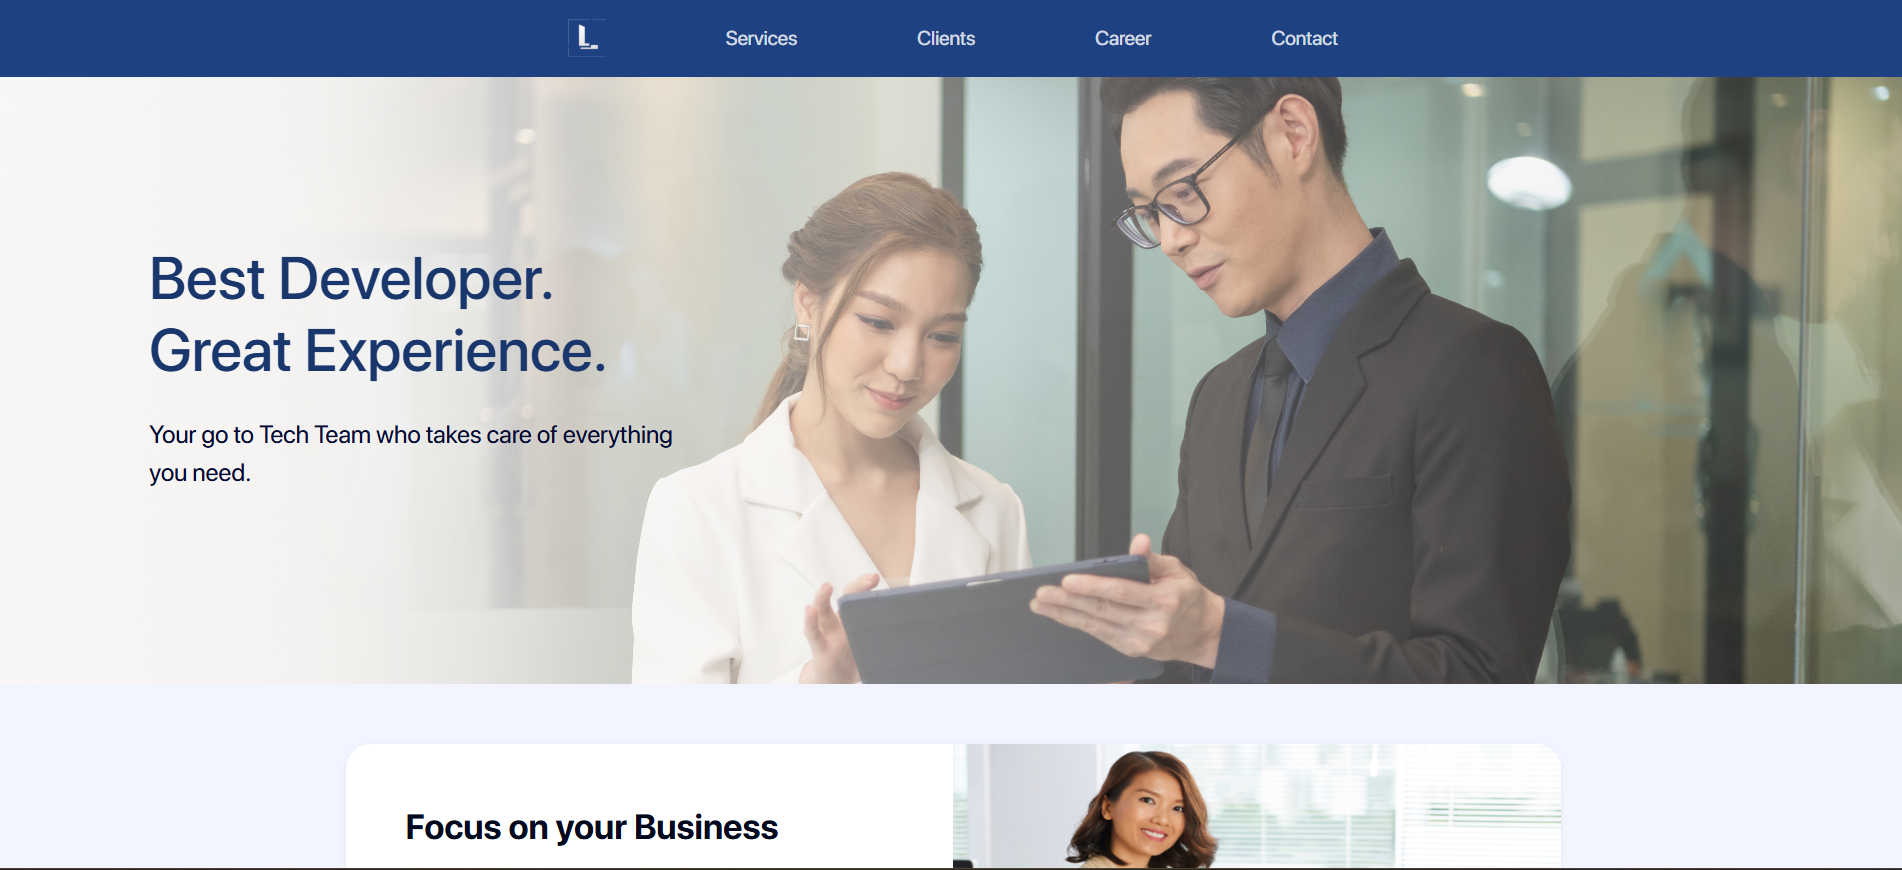 L
Services
Clients
Career
Contact
Best Developer.
Great Experience.
Your go to Tech Team who takes care of everything
you need.
Focus on your Business